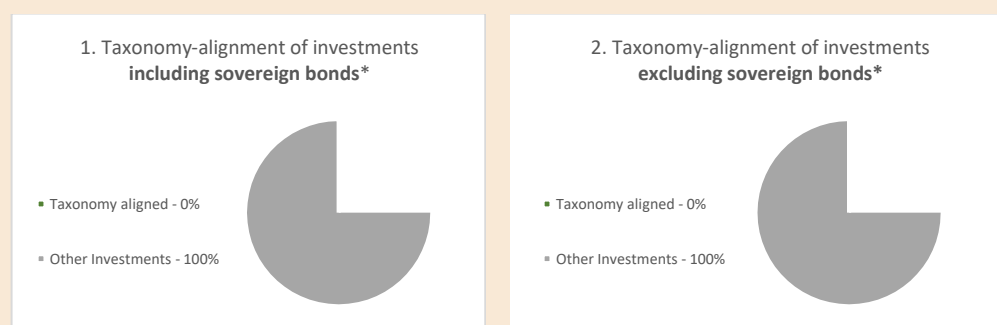 1. Taxonomy-alignment of investments
including sovereign bonds*
Taxonomy aligned - 0%
Other Investments - 100%
2. Taxonomy-alignment of investments
excluding sovereign bonds*
Taxonomy aligned - 0%
Other Investments - 100%